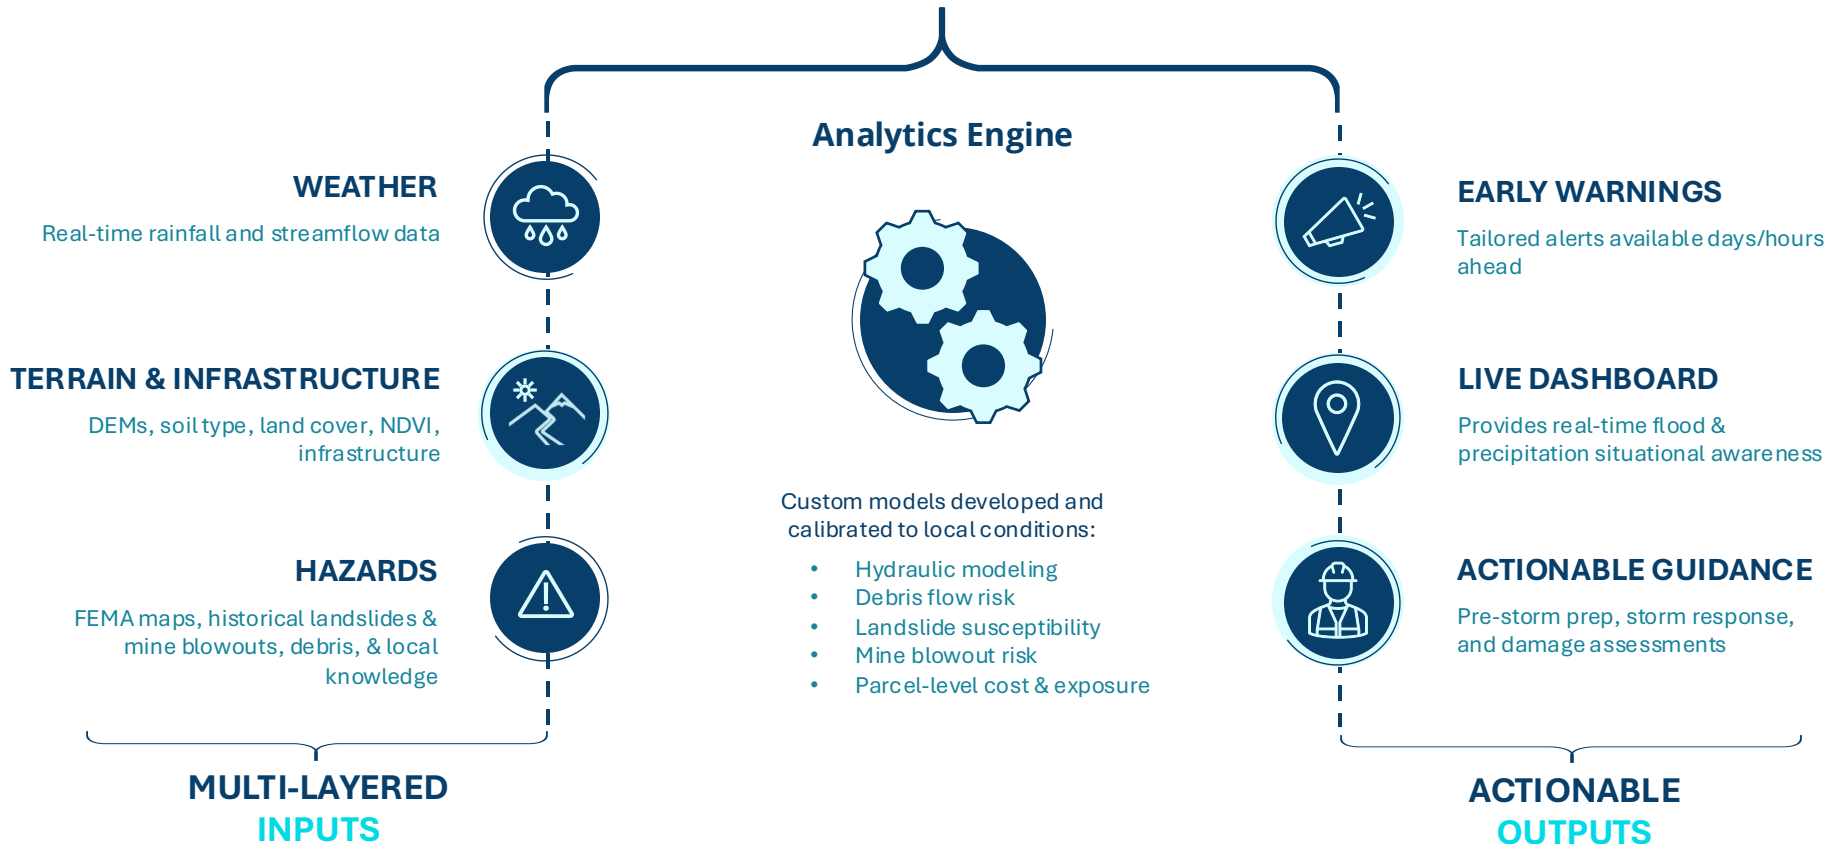 Analytics Engine
WEATHER
Real-time rainfall and streamflow data
TERRAIN & INFRASTRUCTURE
DEMs, soil type, land cover, NDVI,
infrastructure
HAZARDS
FEMA maps, historical landslides &
mine blowouts, debris, & local
knowledge
MULTI-LAYERED
INPUTS
Custom models developed and
calibrated to local conditions:
• Hydraulic modeling
• Debris flow risk
• Landslide susceptibility
• Mine blowout risk
• Parcel-level cost & exposure
EARLY WARNINGS
Tailored alerts available days/hours
ahead
LIVE DASHBOARD
Provides real-time flood &
precipitation situational awareness
ACTIONABLE GUIDANCE
Pre-storm prep, storm response,
and damage assessments
ACTIONABLE
OUTPUTS